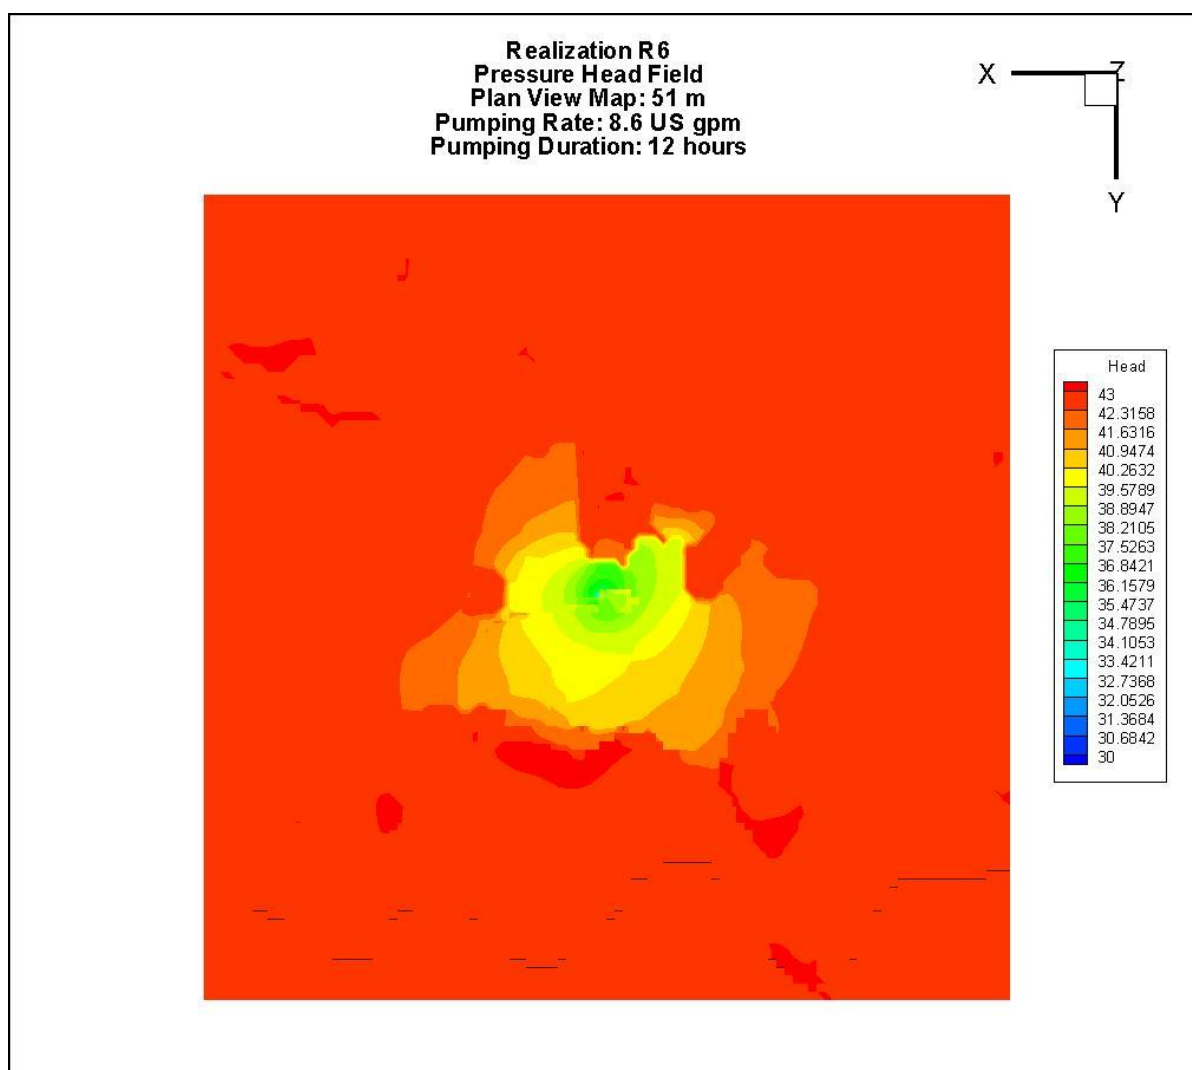 Realization R6
Pressure Head Field
Plan View Map: 51 m
Pumping Rate: 8.6 US gpm
Pumping Duration: 12 hours
X
Z
Y
Head
43
42.3158
41.6316
40.9474
40.2632
39.5789
38.8947
38.2105
37.5263
36.8421
36.1579
35.4737
34.7895
34.1053
33.4211
32.7368
32.0526
31.3684
30.6842
30